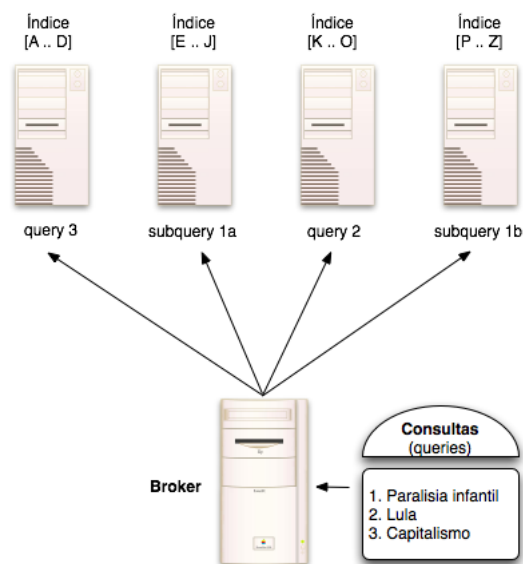 Índice
[A .. D]
Índice
[E .. J]
Índice
[K .. O]
Índice
[P .. Z]
query 3
subquery 1a
query 2
subquery 1b
Broker
Consultas
(queries)
1. Paralisia infantil
2. Lula
3. Capitalismo